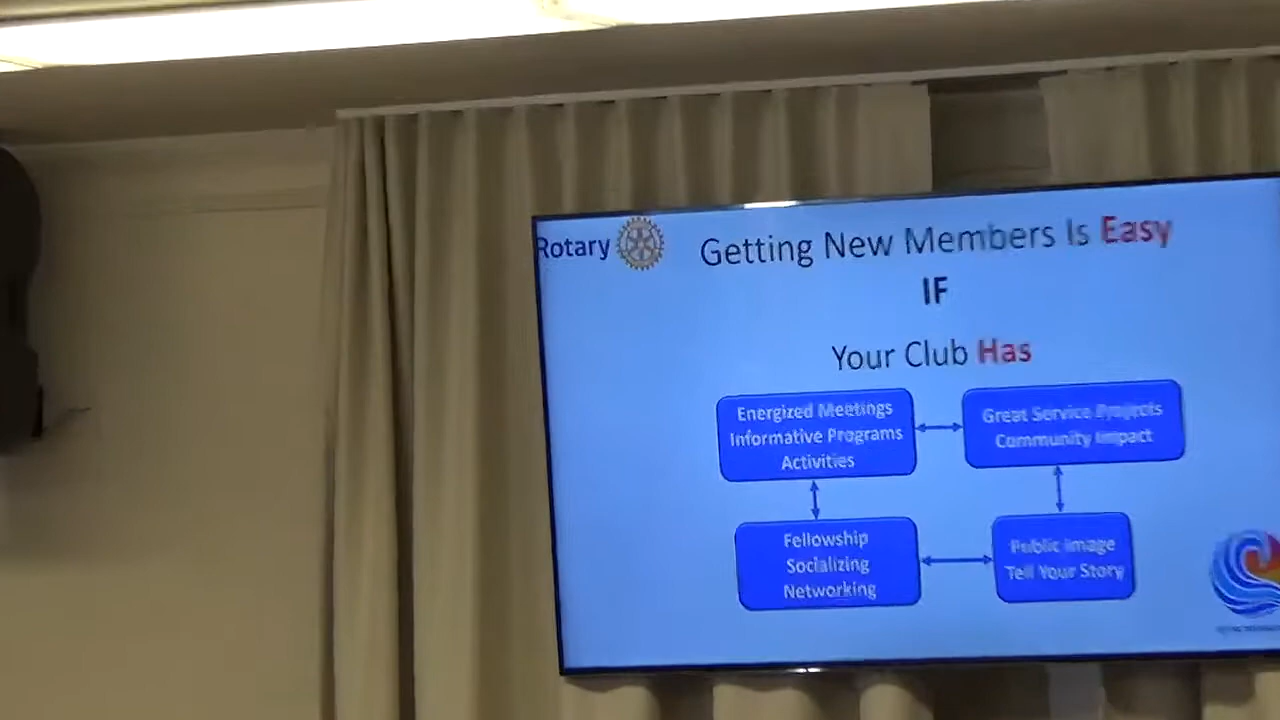 Rotary
Getting New Members Is Easy
IF
Your Club Has
Energized Meetings
Informative Programs
Activities
Great Service Projects
Community Impact
Fellowship
Socializing
Networking
Public Image
Tell Your Story